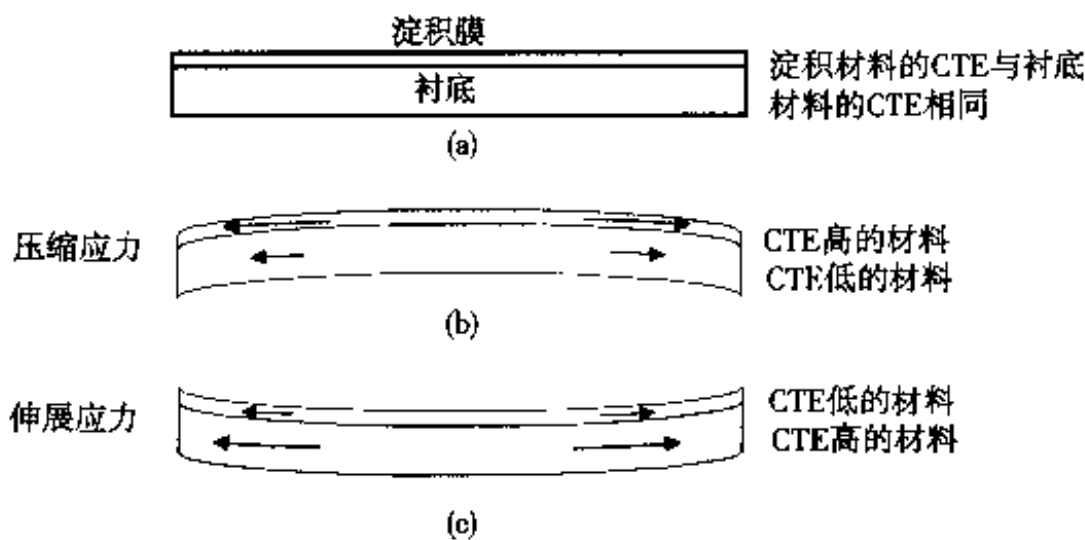 淀积膜
衬底
淀积材料的CTE与衬底
材料的CTE相同
(a)
压缩应力
CTE高的材料
CTE低的材料
(b)
伸展应力
CTE低的材料
CTE高的材料
(c)